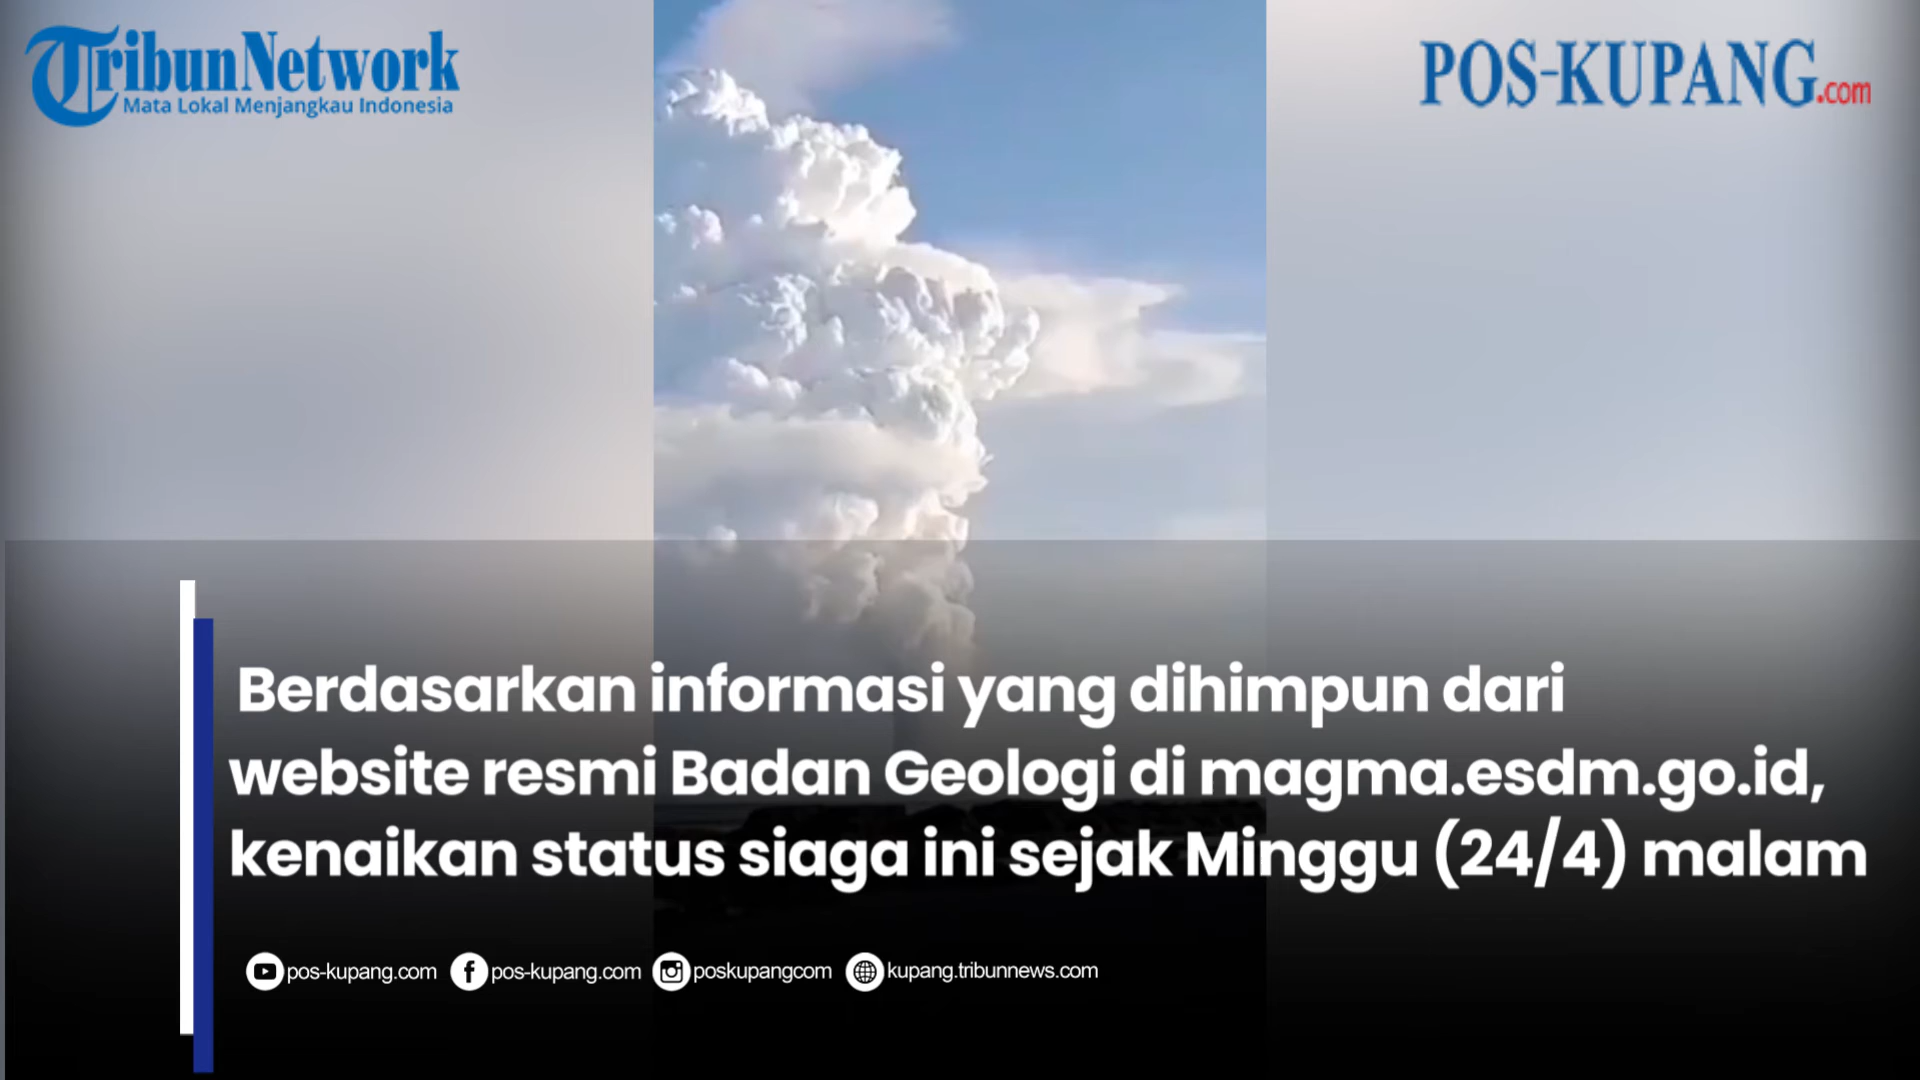 Tribun Network
Mata Lokal Menjangkau Indonesia
POS-KUPANG.com
Berdasarkan informasi yang dihimpun dari
website resmi Badan Geologi di magma.esdm.go.id,
kenaikan status siaga ini sejak Minggu (24/4) malam
pos-kupang.com pos-kupang.com poskupangcom kupang.tribunnews.com